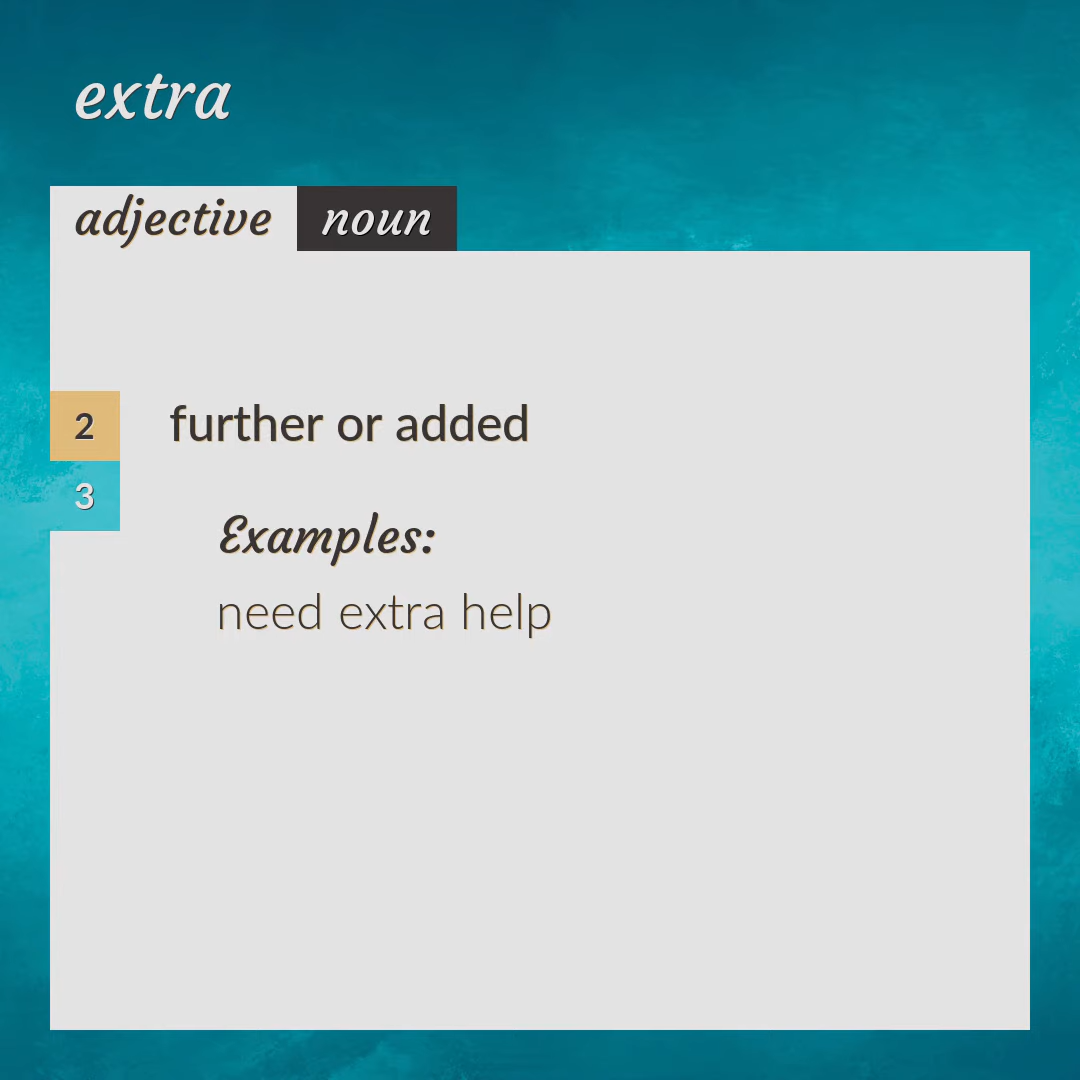 extra
adjective noun
2 further or added
3
Examples:
need extra help